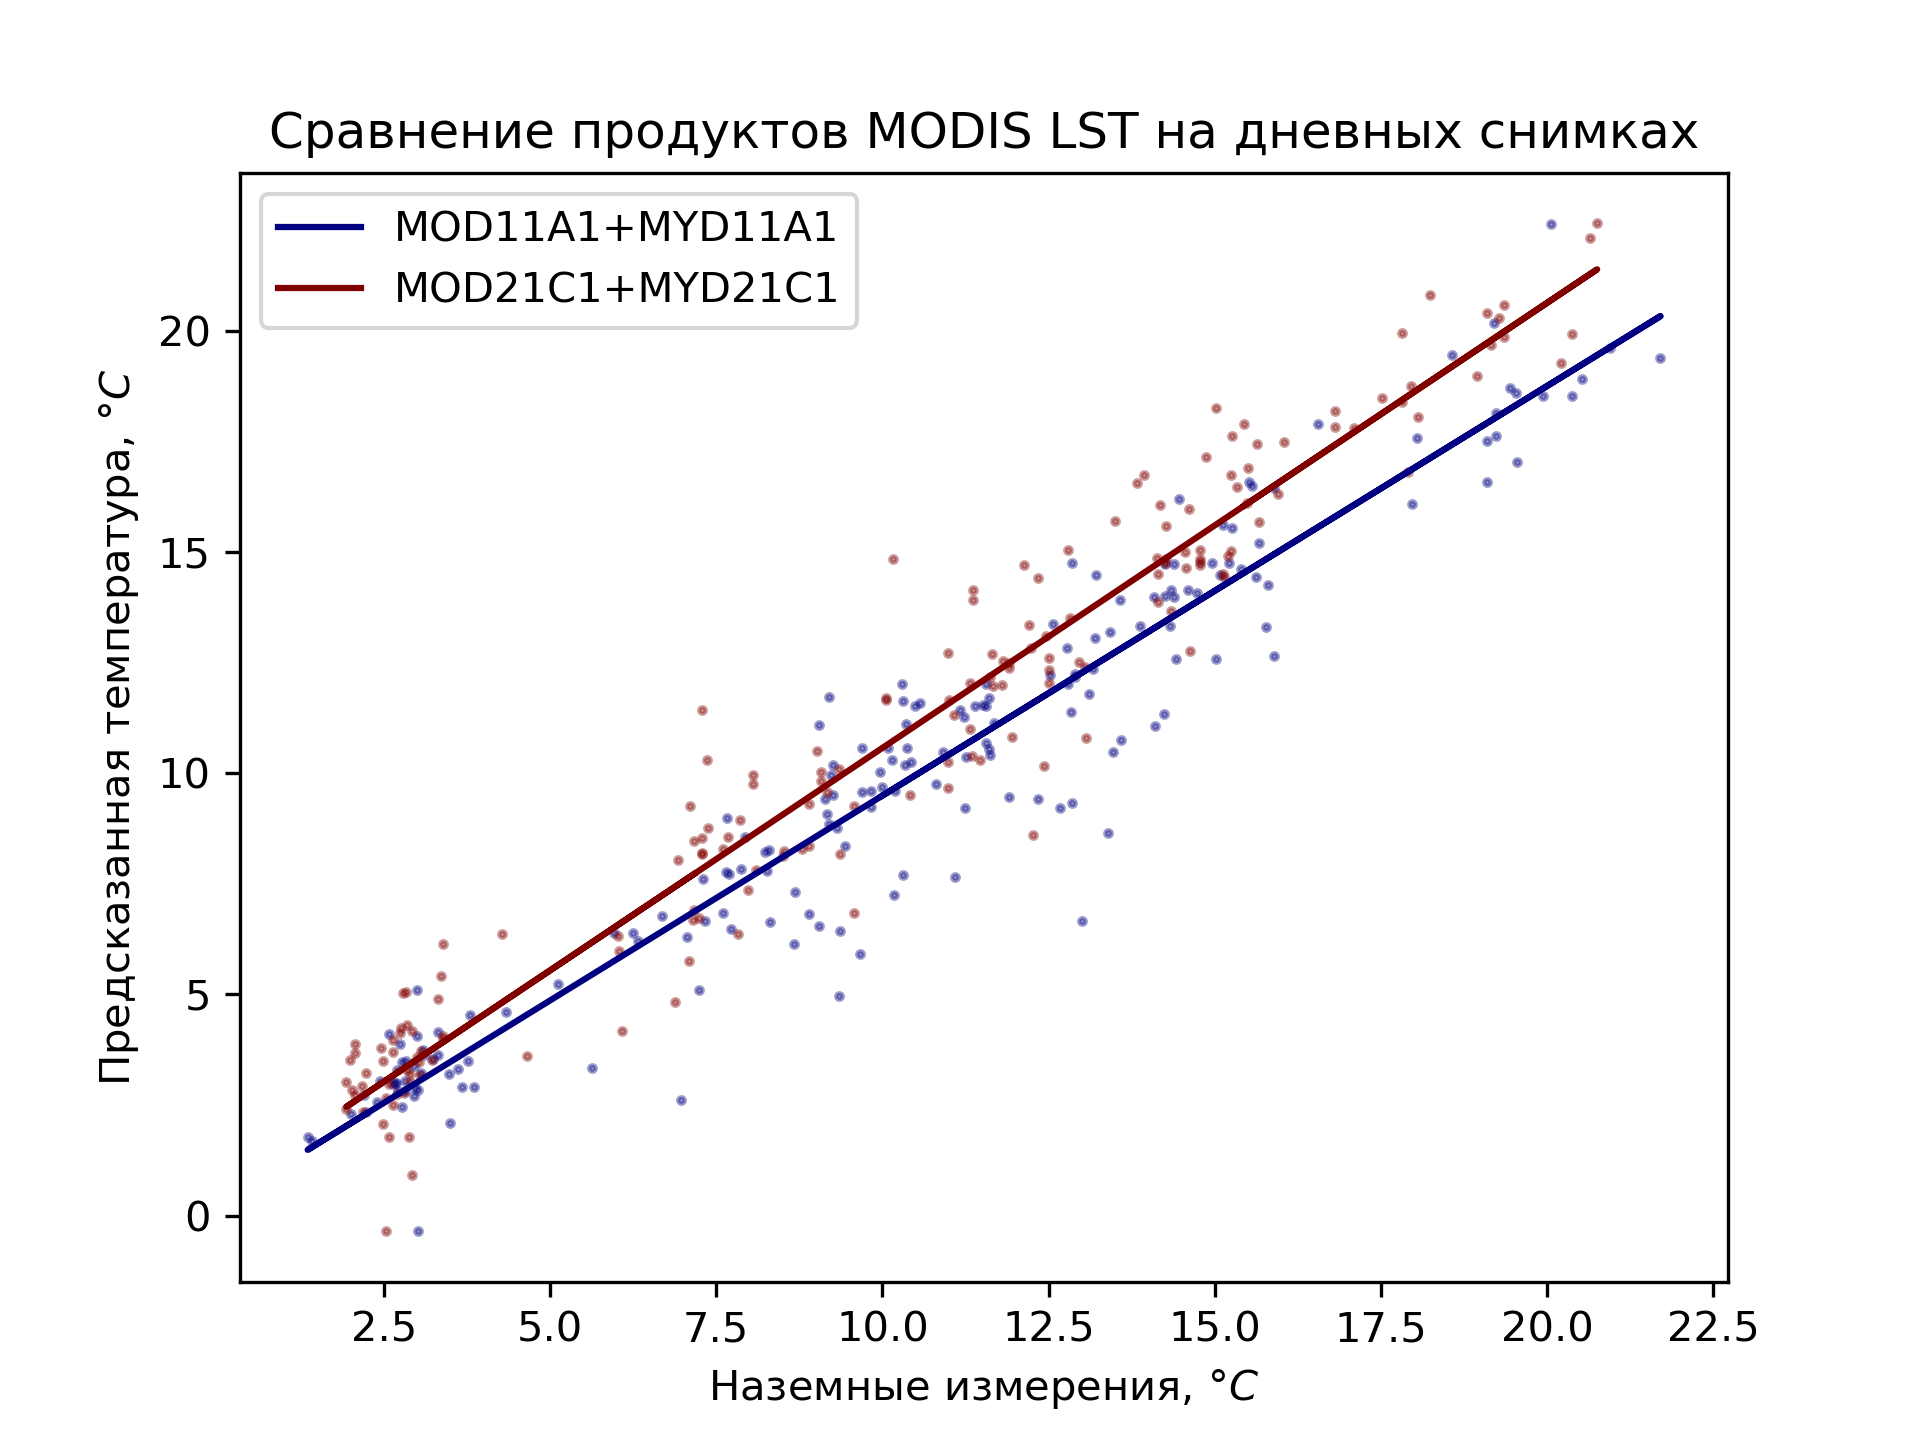 Сравнение продуктов MODIS LST на дневных снимках
MOD11A1+MYD11A1
MOD21C1+MYD21C1
Предсказанная температура, °C
20
15
10
5
0
2.5 5.0 7.5 10.0 12.5 15.0 17.5 20.0 22.5
Наземные измерения, °C